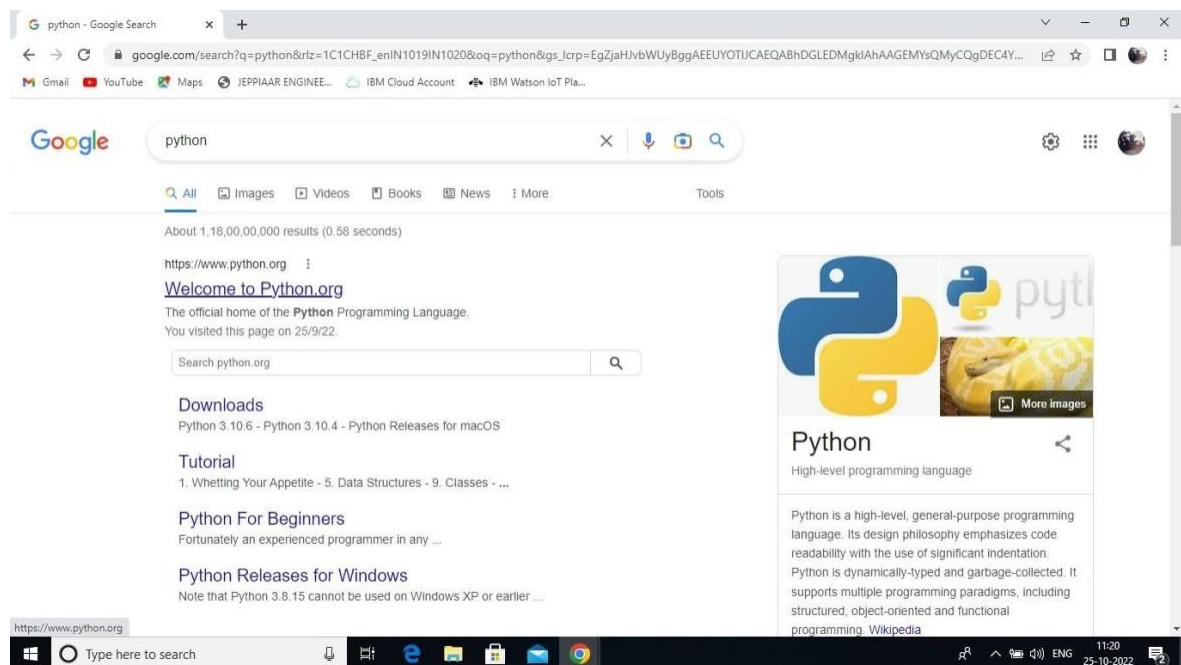 python - Google Search
google.com/search?q=python&rlz=1C1CHBF_enIN1019IN1020&oq=python&gs_lcrp=EgZjaHJvbWUyBggAEEUYOTIJCAEQABhDGLEDMgkIAhAAGEMYsQMyCQgDEC4Y...
Gmail YouTube Maps JEPPIAAR ENGINEE... IBM Cloud Account IBM Watson IoT Pla...
Google
python
All Images Videos Books News More Tools
About 1,18,00,00,000 results (0.58 seconds)
https://www.python.org
Welcome to Python.org
The official home of the Python Programming Language.
You visited this page on 25/9/22.
Search python.org
Downloads
Python 3.10.6 - Python 3.10.4 - Python Releases for macOS
Tutorial
1. Whetting Your Appetite - 5. Data Structures - 9. Classes - ...
Python For Beginners
Fortunately an experienced programmer in any ...
Python Releases for Windows
Note that Python 3.8.15 cannot be used on Windows XP or earlier ...
pyth
More images
Python
High-level programming language
Python is a high-level, general-purpose programming
language. Its design philosophy emphasizes code
readability with the use of significant indentation.
Python is dynamically-typed and garbage-collected. It
supports multiple programming paradigms, including
structured, object-oriented and functional
programming. Wikipedia
https://www.python.org
Type here to search
ENG
11:20
25-10-2022
2